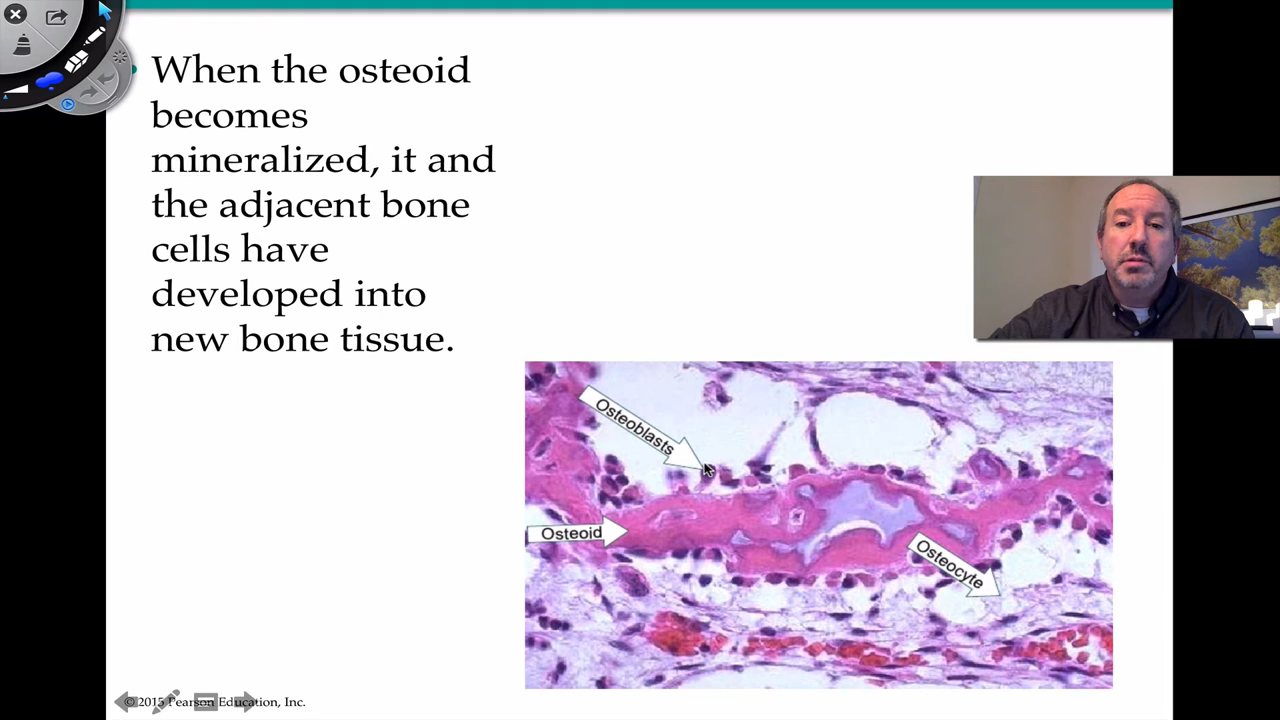 When the osteoid
becomes
mineralized, it and
the adjacent bone
cells have
developed into
new bone tissue.
Osteoblasts
Osteoid
Osteocyte
© 2015 Pearson Education, Inc.